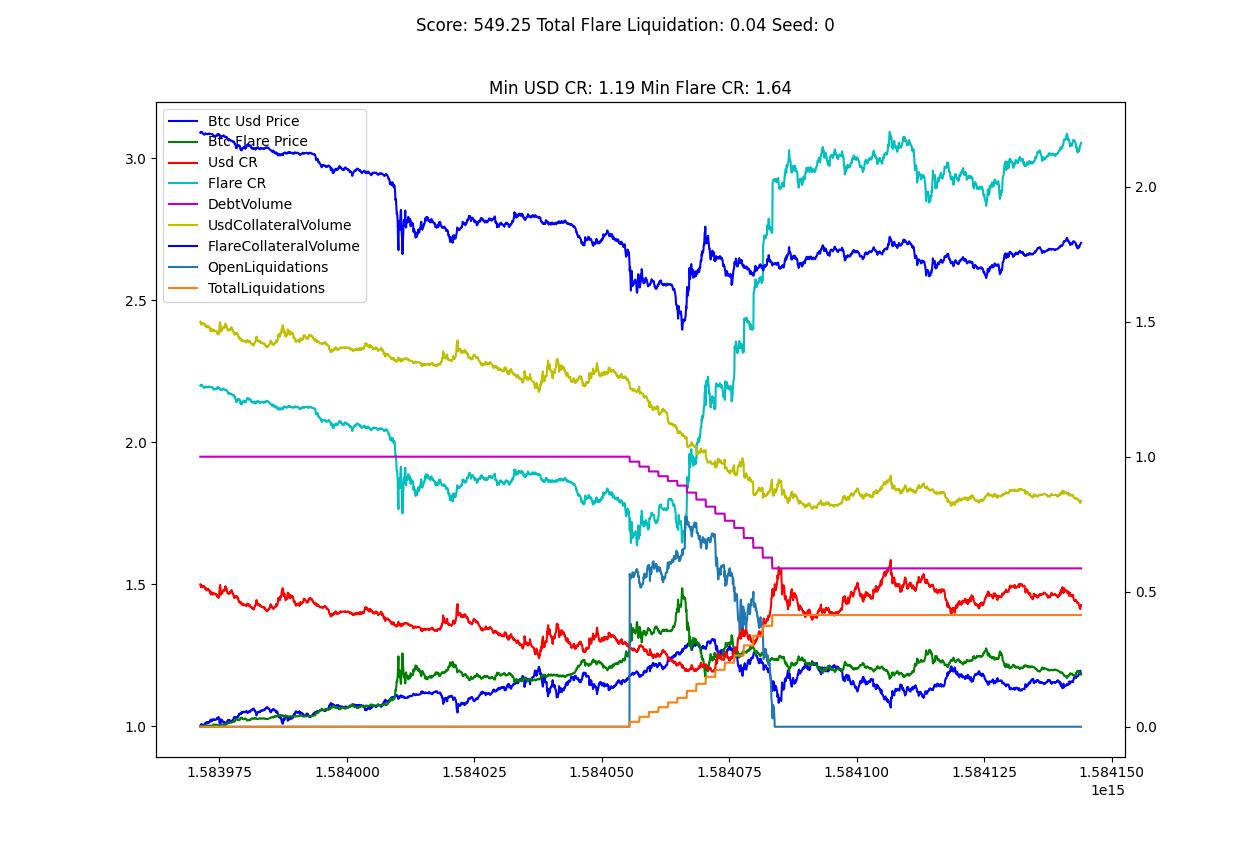 Score: 549.25 Total Flare Liquidation: 0.04 Seed: 0
Min USD CR: 1.19 Min Flare CR: 1.64
Btc Usd Price
Btc Flare Price
Usd CR
Flare CR
DebtVolume
UsdCollateralVolume
FlareCollateralVolume
OpenLiquidations
TotalLiquidations
3.0
2.5
2.0
1.5
1.0
2.0
1.5
1.0
0.5
0.0
1.583975 1.584000 1.584025 1.584050 1.584075 1.584100 1.584125 1.584150
1e15